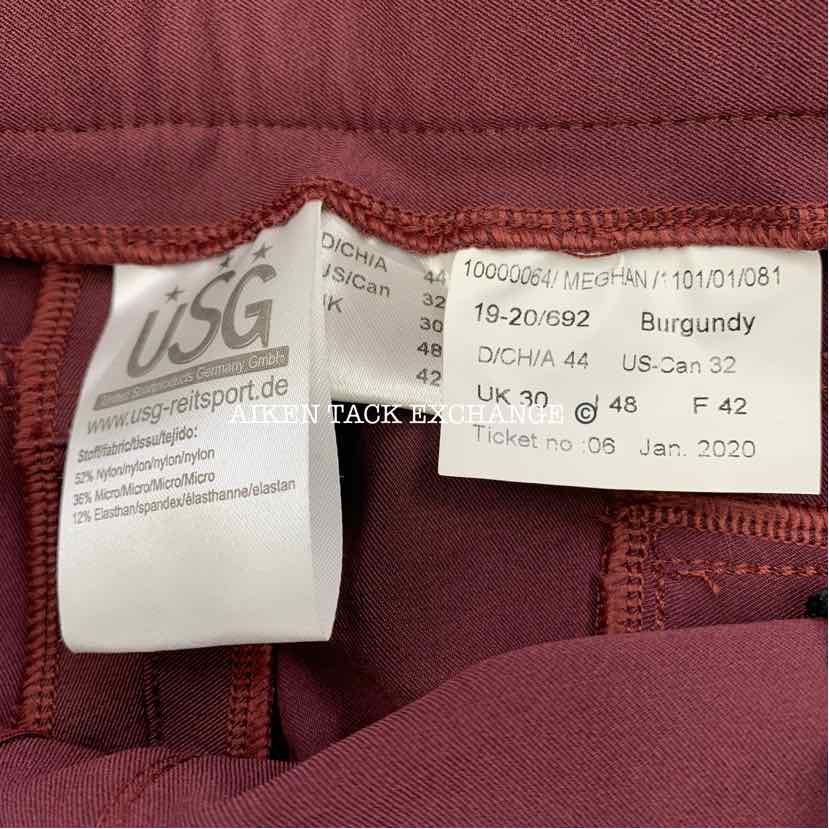 USG
United Sportproducts Germany GmbH
www.usg-reitsport.de
Stoff/fabric/tissu/tejido:
52% Nylon/nylon/nylon/nylon
36% Micro/Micro/Micro/Micro
12% Elasthan/spandex/élasthanne/elastan
D/CH/A 44
US/Can 32
UK 30
48
42
10000064/ MEGHAN /1101/01/081
19-20/692 Burgundy
D/CH/A 44 US-Can 32
UK 30 I 48 F 42
Ticket no :06 Jan. 2020
AIKEN TACK EXCHANGE ©